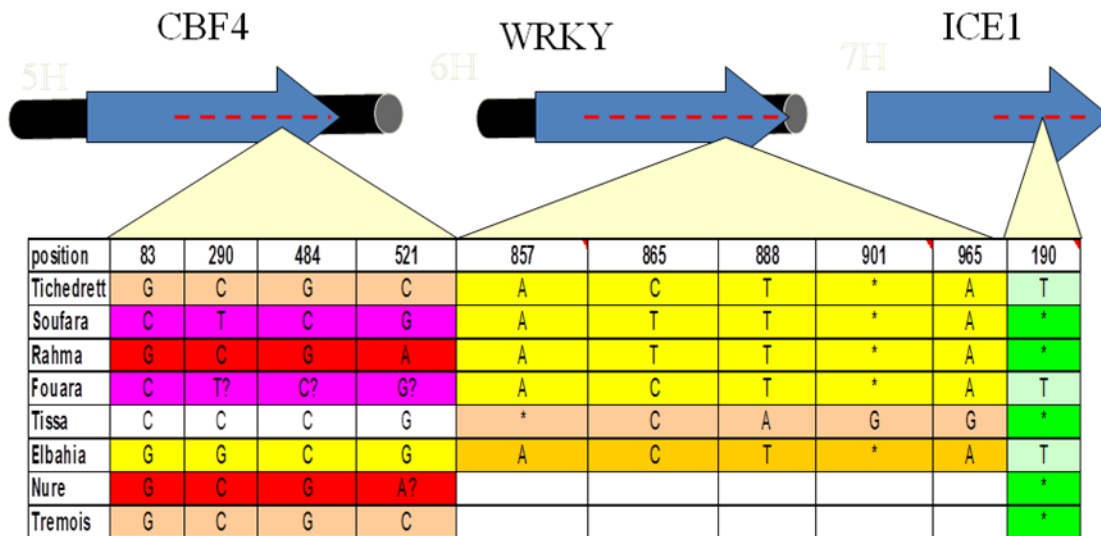 CBF4 WRKY ICE1
5H 6H 7H
position 83 290 484 521 857 865 888 901 965 190
Tichedrett G C G C A C T * A T
Soufara C T C G A T T * A *
Rahma G C G A A T T * A *
Fouara C T? C? G? A C T * A T
Tissa C C C G * C A G G *
Elbahia G G C G A C T * A T
Nure G C G A? *
Tremois G C G C *